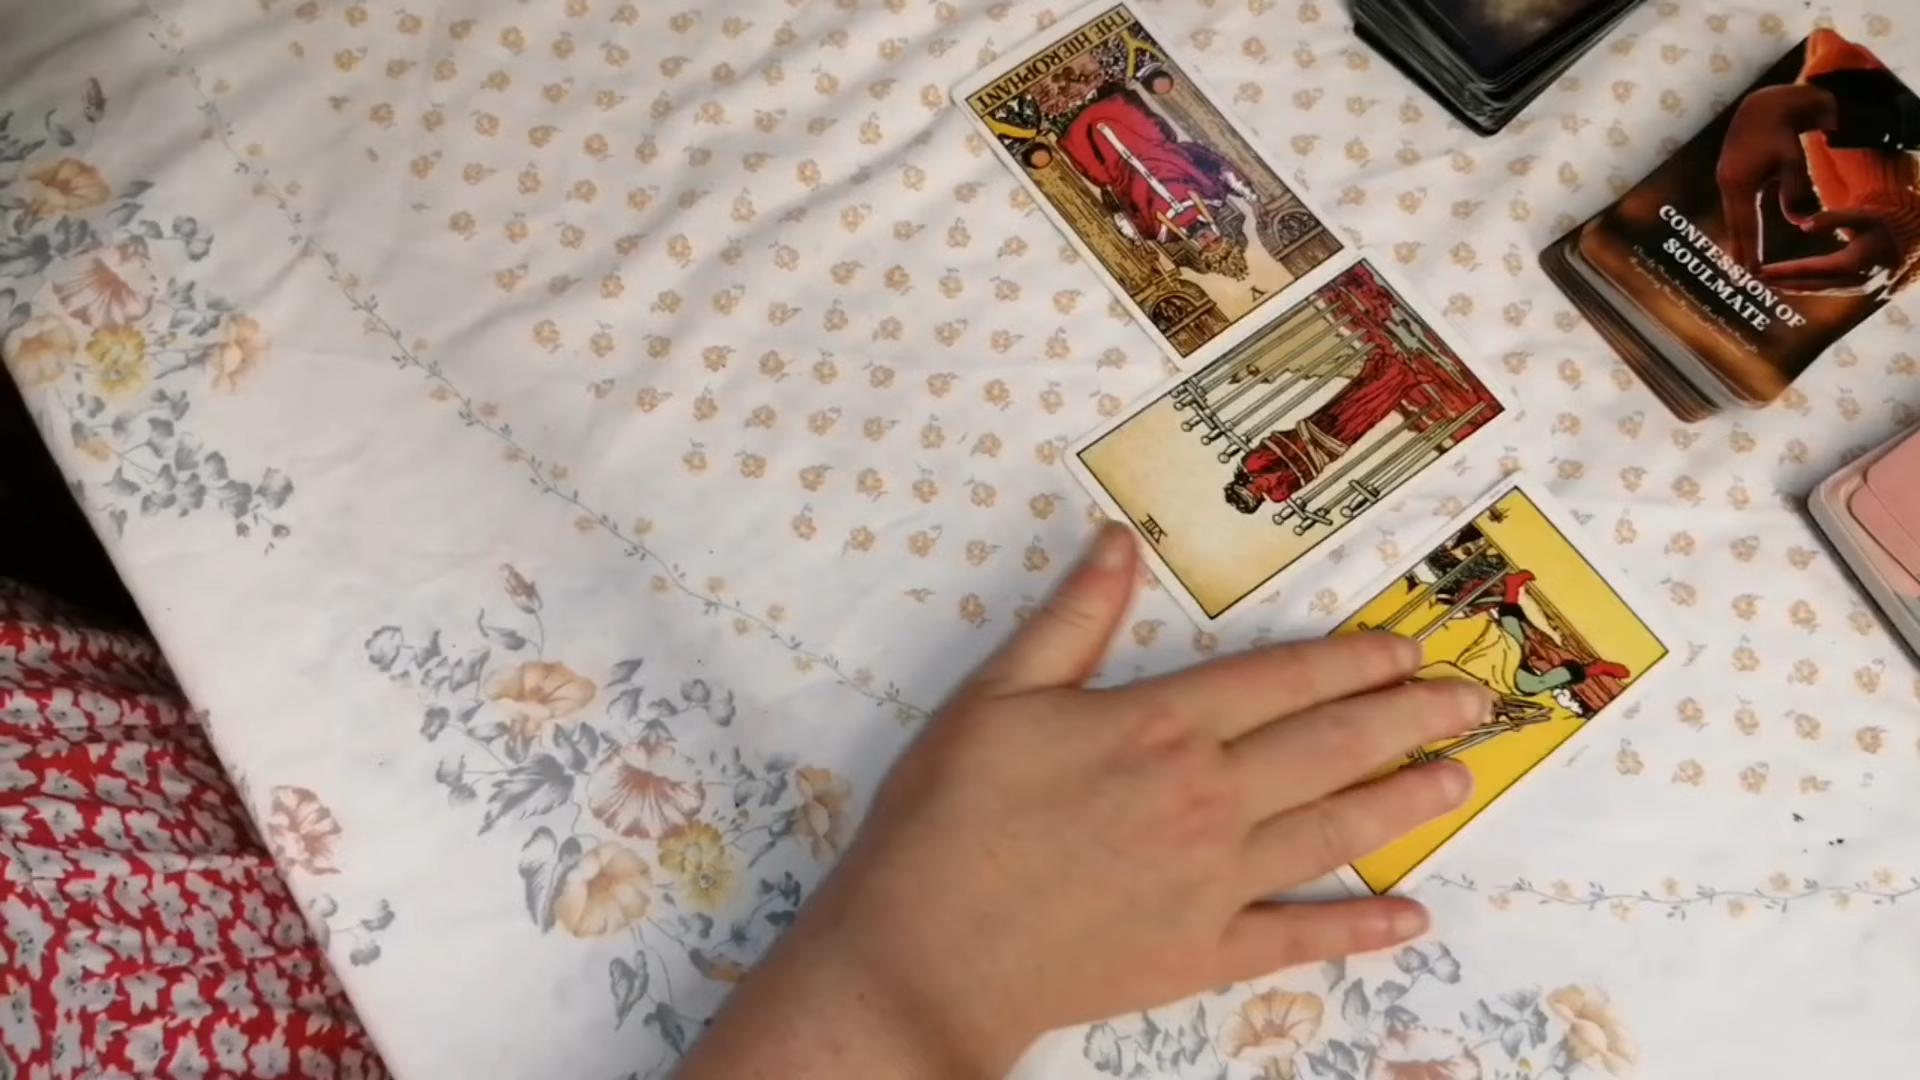 THE HIEROPHANT
V
VIII
CONFESSION OF
SOULMATE